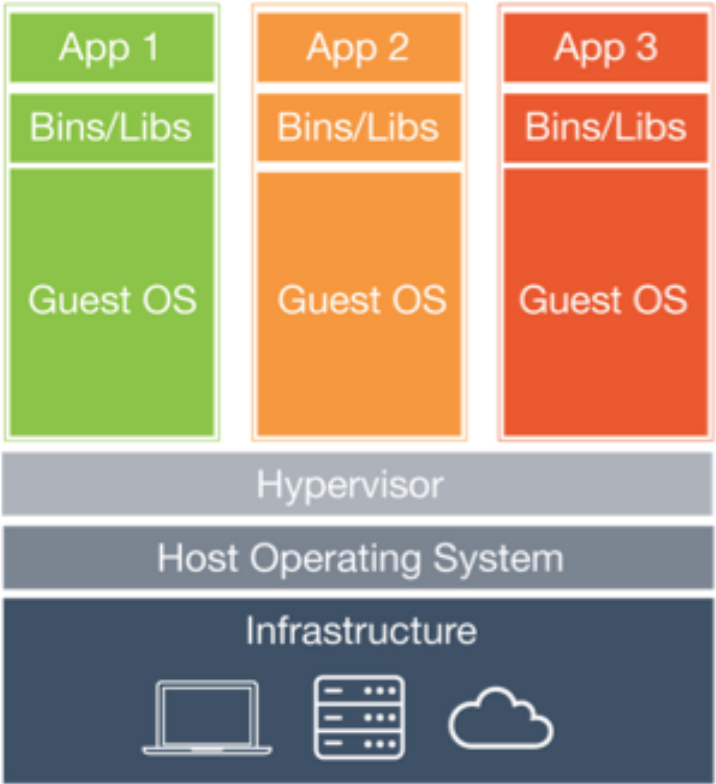 App 1
App 2
App 3
Bins/Libs
Bins/Libs
Bins/Libs
Guest OS
Guest OS
Guest OS
Hypervisor
Host Operating System
Infrastructure